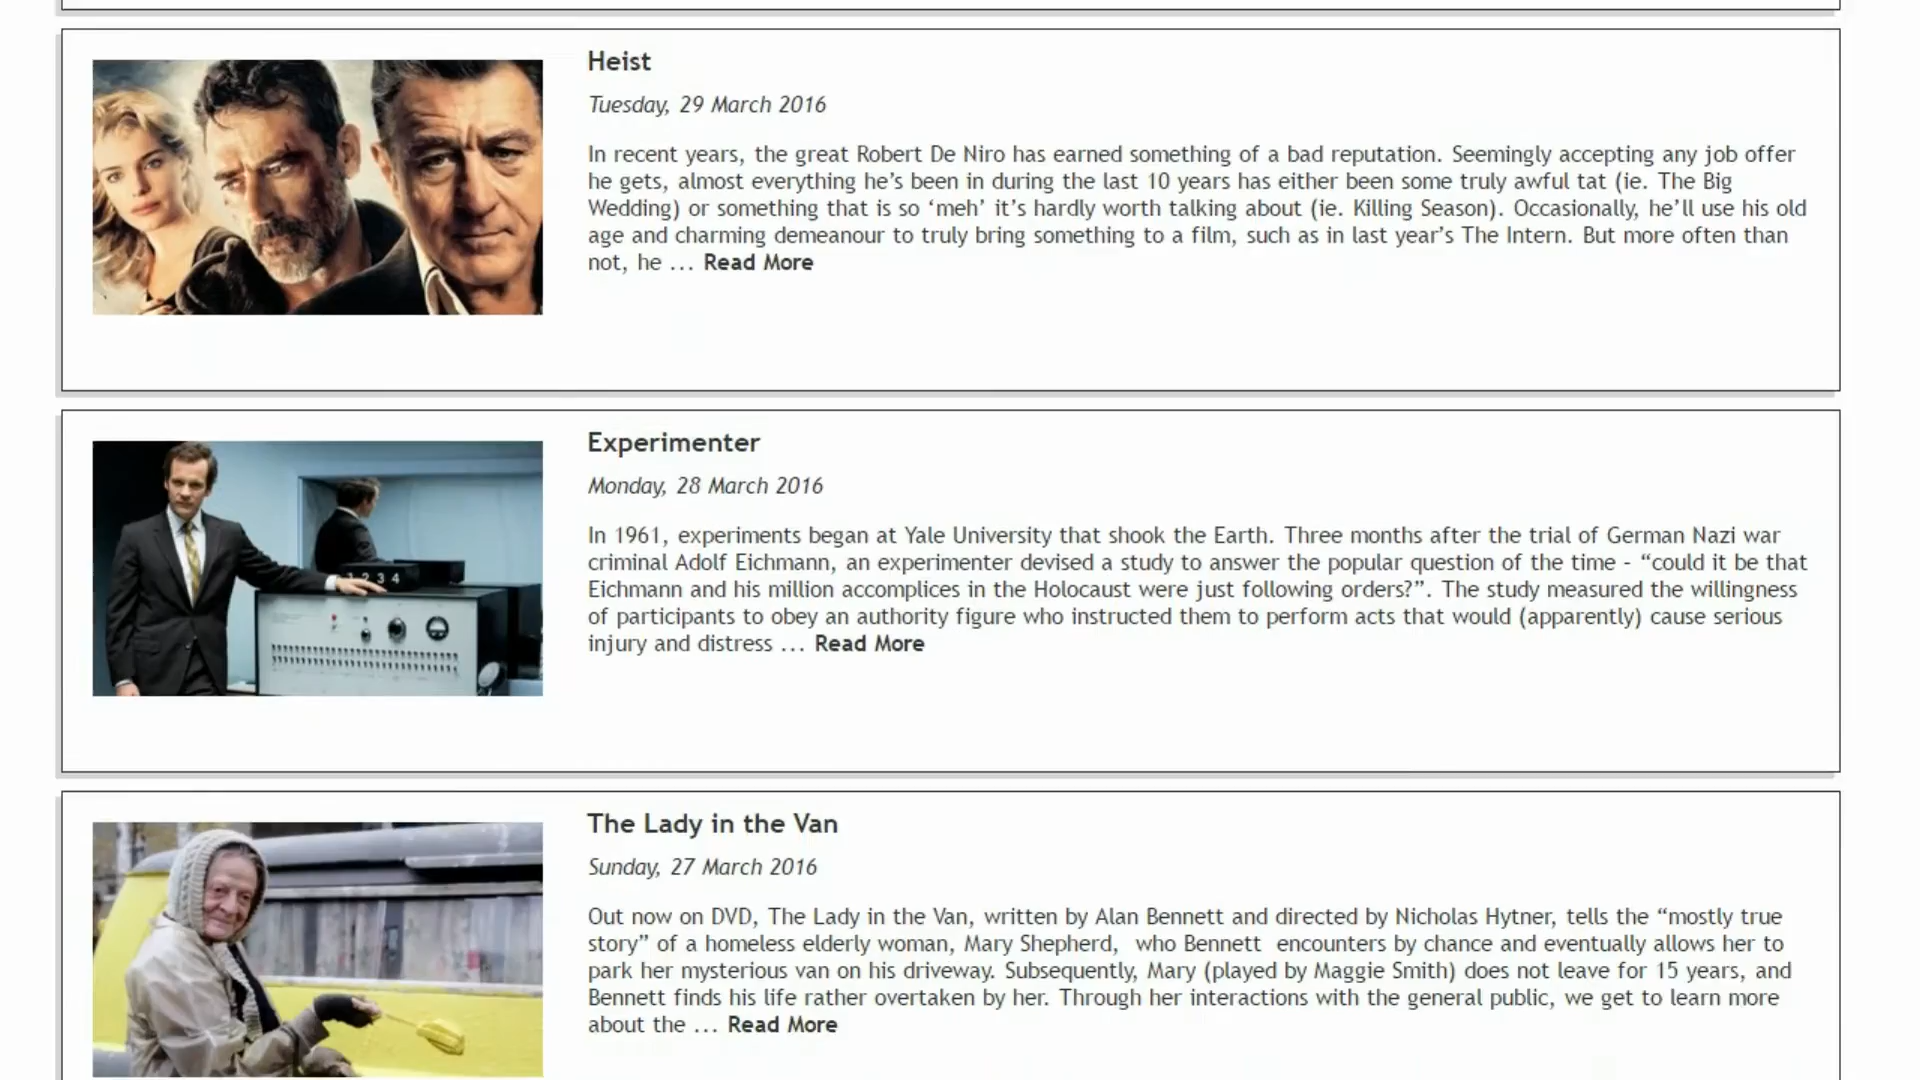 Heist
Tuesday, 29 March 2016
In recent years, the great Robert De Niro has earned something of a bad reputation. Seemingly accepting any job offer
he gets, almost everything he’s been in during the last 10 years has either been some truly awful tat (ie. The Big
Wedding) or something that is so ‘meh’ it’s hardly worth talking about (ie. Killing Season). Occasionally, he’ll use his old
age and charming demeanour to truly bring something to a film, such as in last year’s The Intern. But more often than
not, he ... Read More
Experimenter
Monday, 28 March 2016
In 1961, experiments began at Yale University that shook the Earth. Three months after the trial of German Nazi war
criminal Adolf Eichmann, an experimenter devised a study to answer the popular question of the time - “could it be that
Eichmann and his million accomplices in the Holocaust were just following orders?”. The study measured the willingness
of participants to obey an authority figure who instructed them to perform acts that would (apparently) cause serious
injury and distress ... Read More
1 2 3 4
The Lady in the Van
Sunday, 27 March 2016
Out now on DVD, The Lady in the Van, written by Alan Bennett and directed by Nicholas Hytner, tells the “mostly true
story” of a homeless elderly woman, Mary Shepherd,  who Bennett  encounters by chance and eventually allows her to
park her mysterious van on his driveway. Subsequently, Mary (played by Maggie Smith) does not leave for 15 years, and
Bennett finds his life rather overtaken by her. Through her interactions with the general public, we get to learn more
about the ... Read More